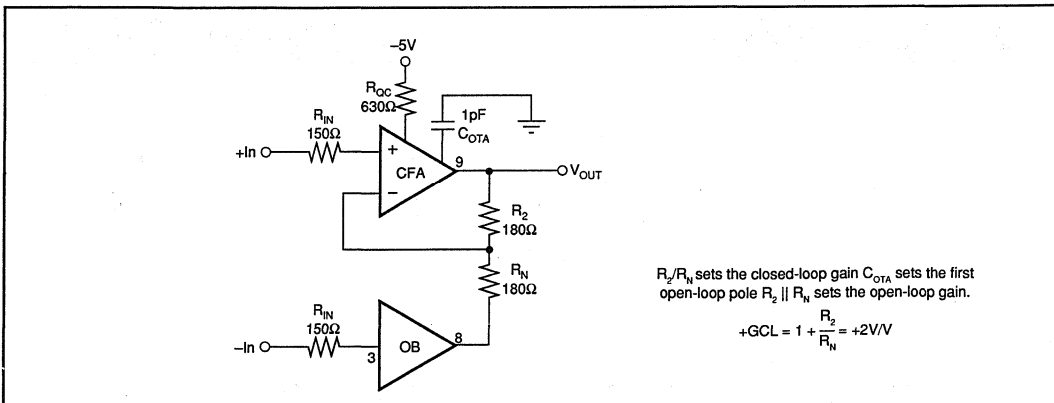 −5V
R_QC
630Ω
1pF
C_OTA
R_IN
150Ω
+In
+
CFA
−
9
V_OUT
R_2
180Ω
R_N
180Ω
R_IN
150Ω
−In
3
OB
8
R_2/R_N sets the closed-loop gain C_OTA sets the first
open-loop pole R_2 || R_N sets the open-loop gain.
+GCL = 1 + R_2/R_N = +2V/V